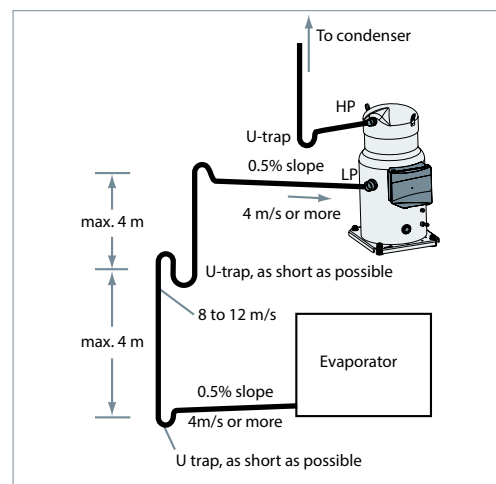 To condenser
HP
U-trap
0.5% slope
LP
max. 4 m
4 m/s or more
U-trap, as short as possible
8 to 12 m/s
max. 4 m
Evaporator
0.5% slope
4m/s or more
U trap, as short as possible